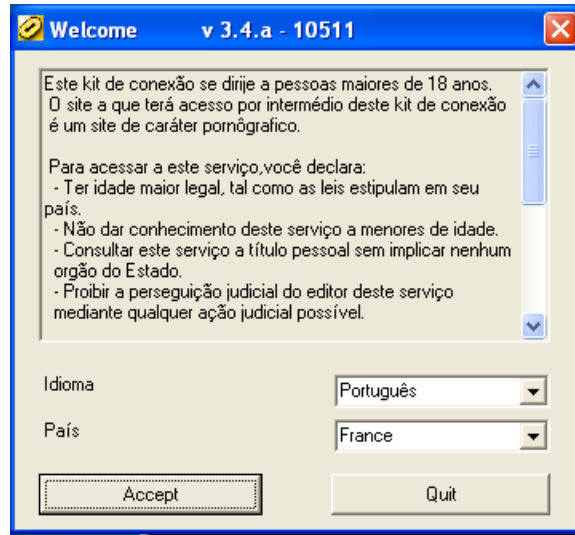 Welcome v 3.4.a - 10511
Este kit de conexão se dirije a pessoas maiores de 18 anos.
O site a que terá acesso por intermédio deste kit de conexão
é um site de caráter pornôgrafico.
Para acessar a este serviço,você declara:
- Ter idade maior legal, tal como as leis estipulam em seu
país.
- Não dar conhecimento deste serviço a menores de idade.
- Consultar este serviço a título pessoal sem implicar nenhum
orgão do Estado.
- Proibir a perseguição judicial do editor deste serviço
mediante qualquer ação judicial possível.
Idioma
Português
País
France
Accept
Quit